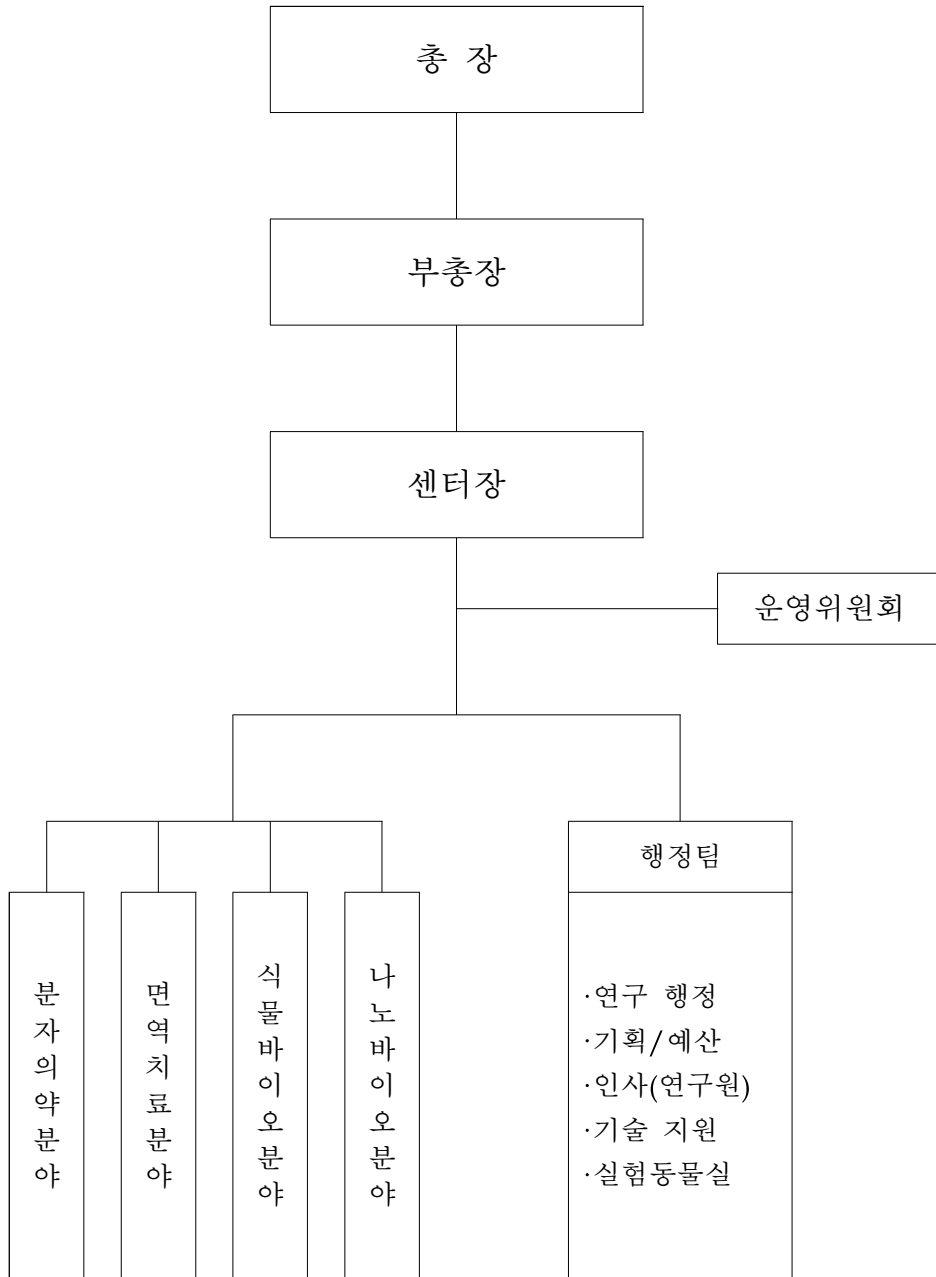 총 장
부총장
센터장
운영위원회
행정팀
분자의약분야
면역치료분야
식물바이오분야
나노바이오분야
·연구 행정
·기획/예산
·인사(연구원)
·기술 지원
·실험동물실